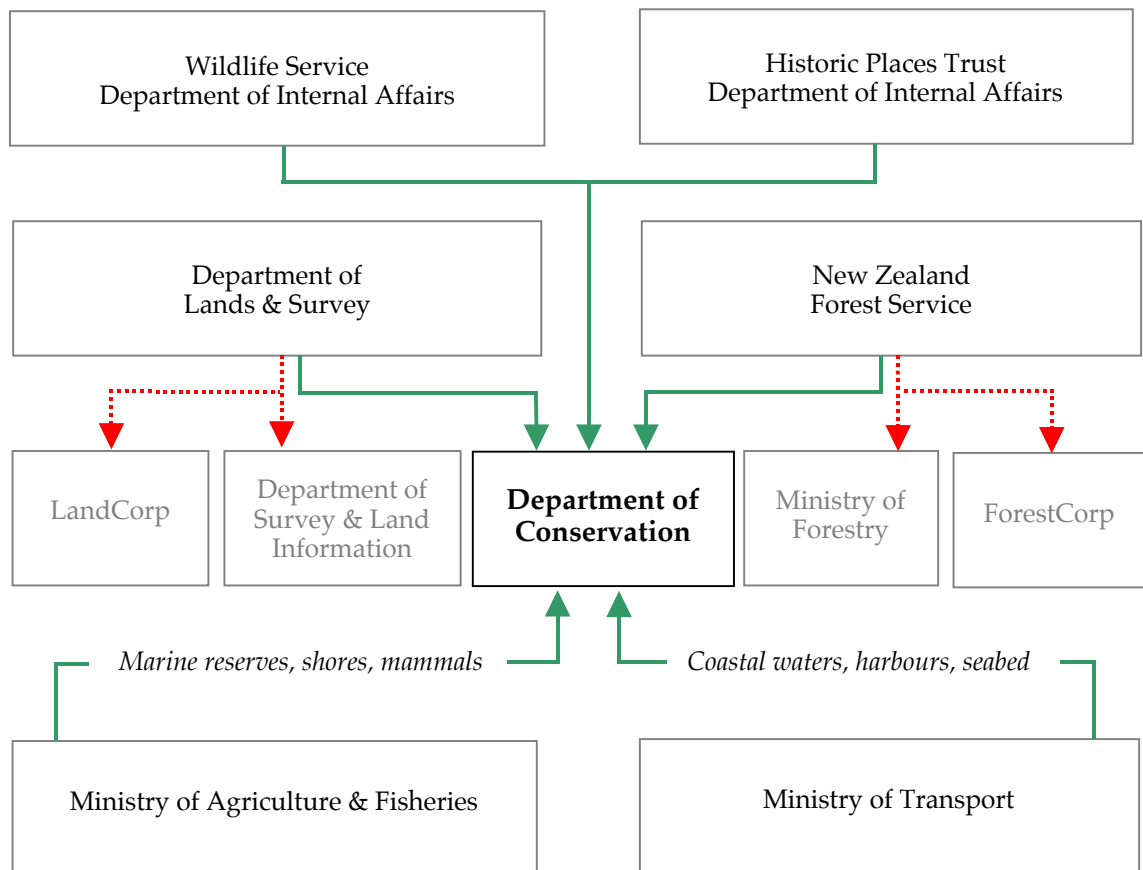 Wildlife Service
Department of Internal Affairs
Historic Places Trust
Department of Internal Affairs
Department of
Lands & Survey
New Zealand
Forest Service
LandCorp
Department of
Survey & Land
Information
Department of
Conservation
Ministry of
Forestry
ForestCorp
Marine reserves, shores, mammals
Coastal waters, harbours, seabed
Ministry of Agriculture & Fisheries
Ministry of Transport